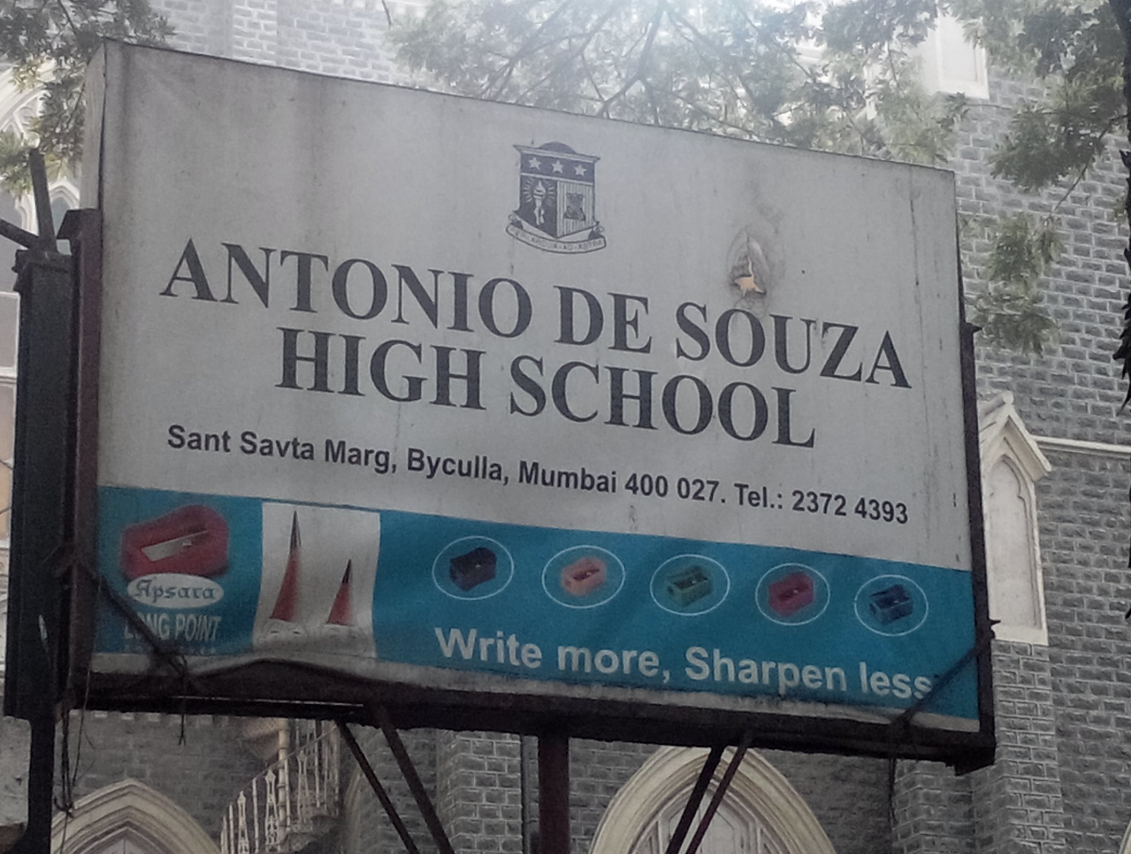 ANTONIO DE SOUZA
HIGH SCHOOL
Sant Savta Marg, Byculla, Mumbai 400 027. Tel.: 2372 4393
Apsara
LONG POINT
Write more, Sharpen less